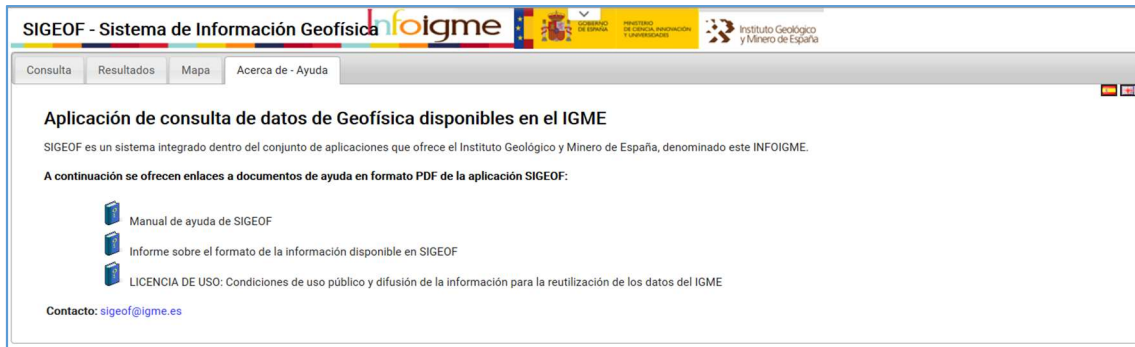 SIGEOF - Sistema de Información Geofísica
Infoigme
GOBIERNO DE ESPAÑA
MINISTERIO DE CIENCIA, INNOVACIÓN Y UNIVERSIDADES
Instituto Geológico y Minero de España
Consulta Resultados Mapa Acerca de - Ayuda
Aplicación de consulta de datos de Geofísica disponibles en el IGME
SIGEOF es un sistema integrado dentro del conjunto de aplicaciones que ofrece el Instituto Geológico y Minero de España, denominado este INFOIGME.
A continuación se ofrecen enlaces a documentos de ayuda en formato PDF de la aplicación SIGEOF:
Manual de ayuda de SIGEOF
Informe sobre el formato de la información disponible en SIGEOF
LICENCIA DE USO: Condiciones de uso público y difusión de la información para la reutilización de los datos del IGME
Contacto: sigeof@igme.es